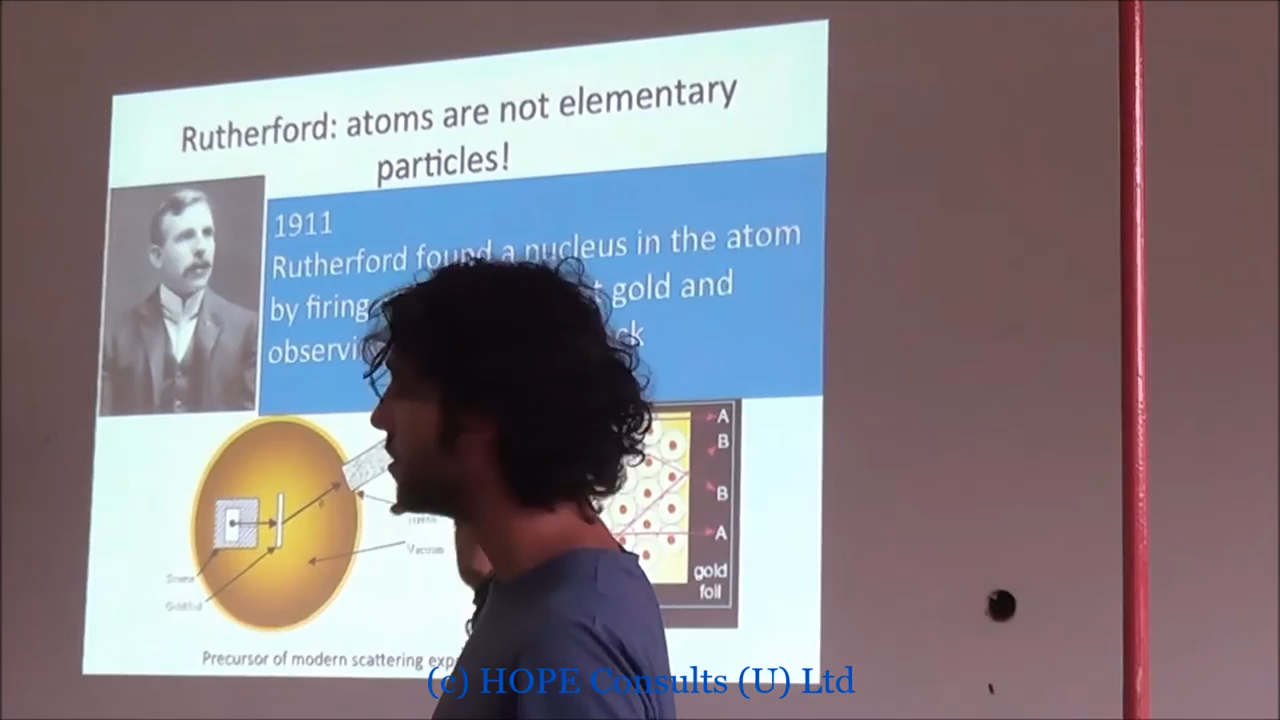 Rutherford: atoms are not elementary
particles!
1911
Rutherford found a nucleus in the atom
by firing gold and
observi
A
B
B
A
gold
foil
Vacuum
Precursor of modern scattering exp
(c) HOPE Consults (U) Ltd